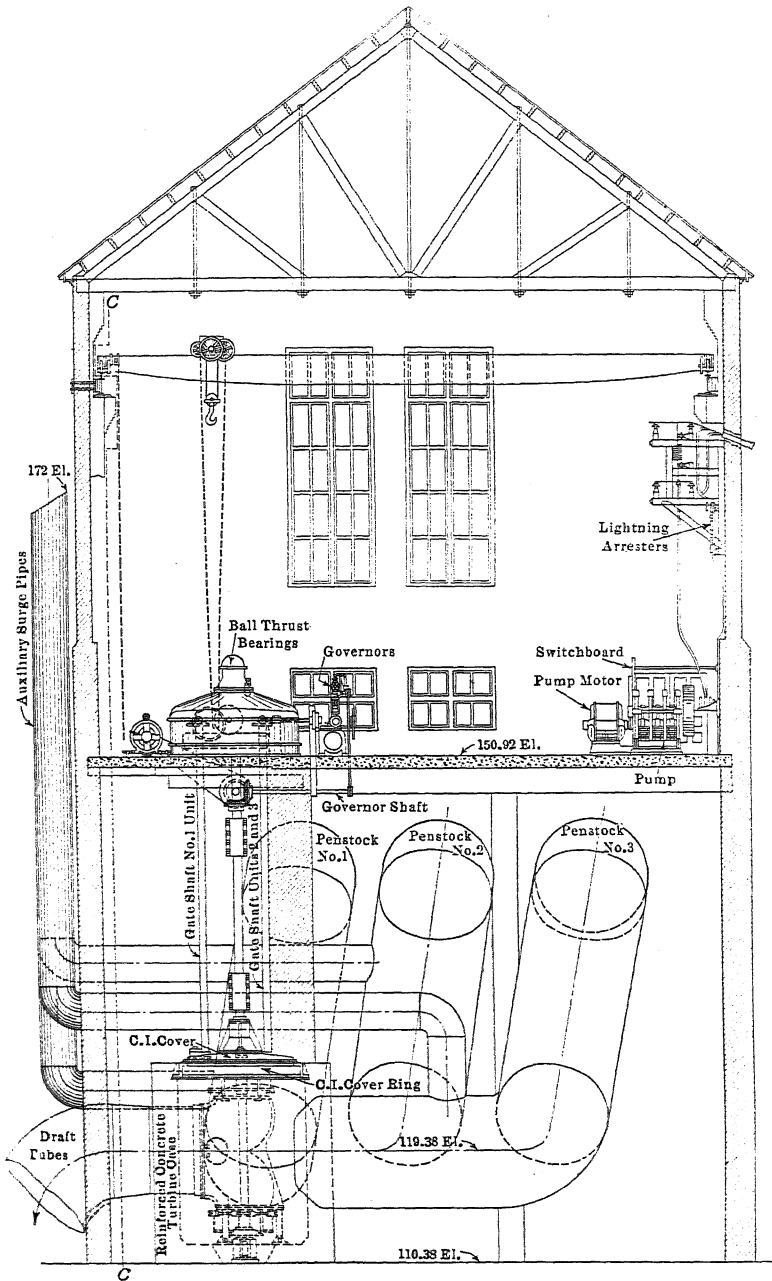 C
172 El.
Auxiliary Surge Pipes
Lightning
Arresters
Ball Thrust
Bearings
Governors
Switchboard
Pump Motor
150.92 El.
Pump
Governor Shaft
Gate Shaft No.1 Unit
Gate Shaft Units 2 and 3
Penstock
No.1
Penstock
No.2
Penstock
No.3
C.I.Cover
C.I.Cover Ring
Draft
Tubes
Reinforced Concrete
Turbine Case
119.38 El.
110.38 El.
C